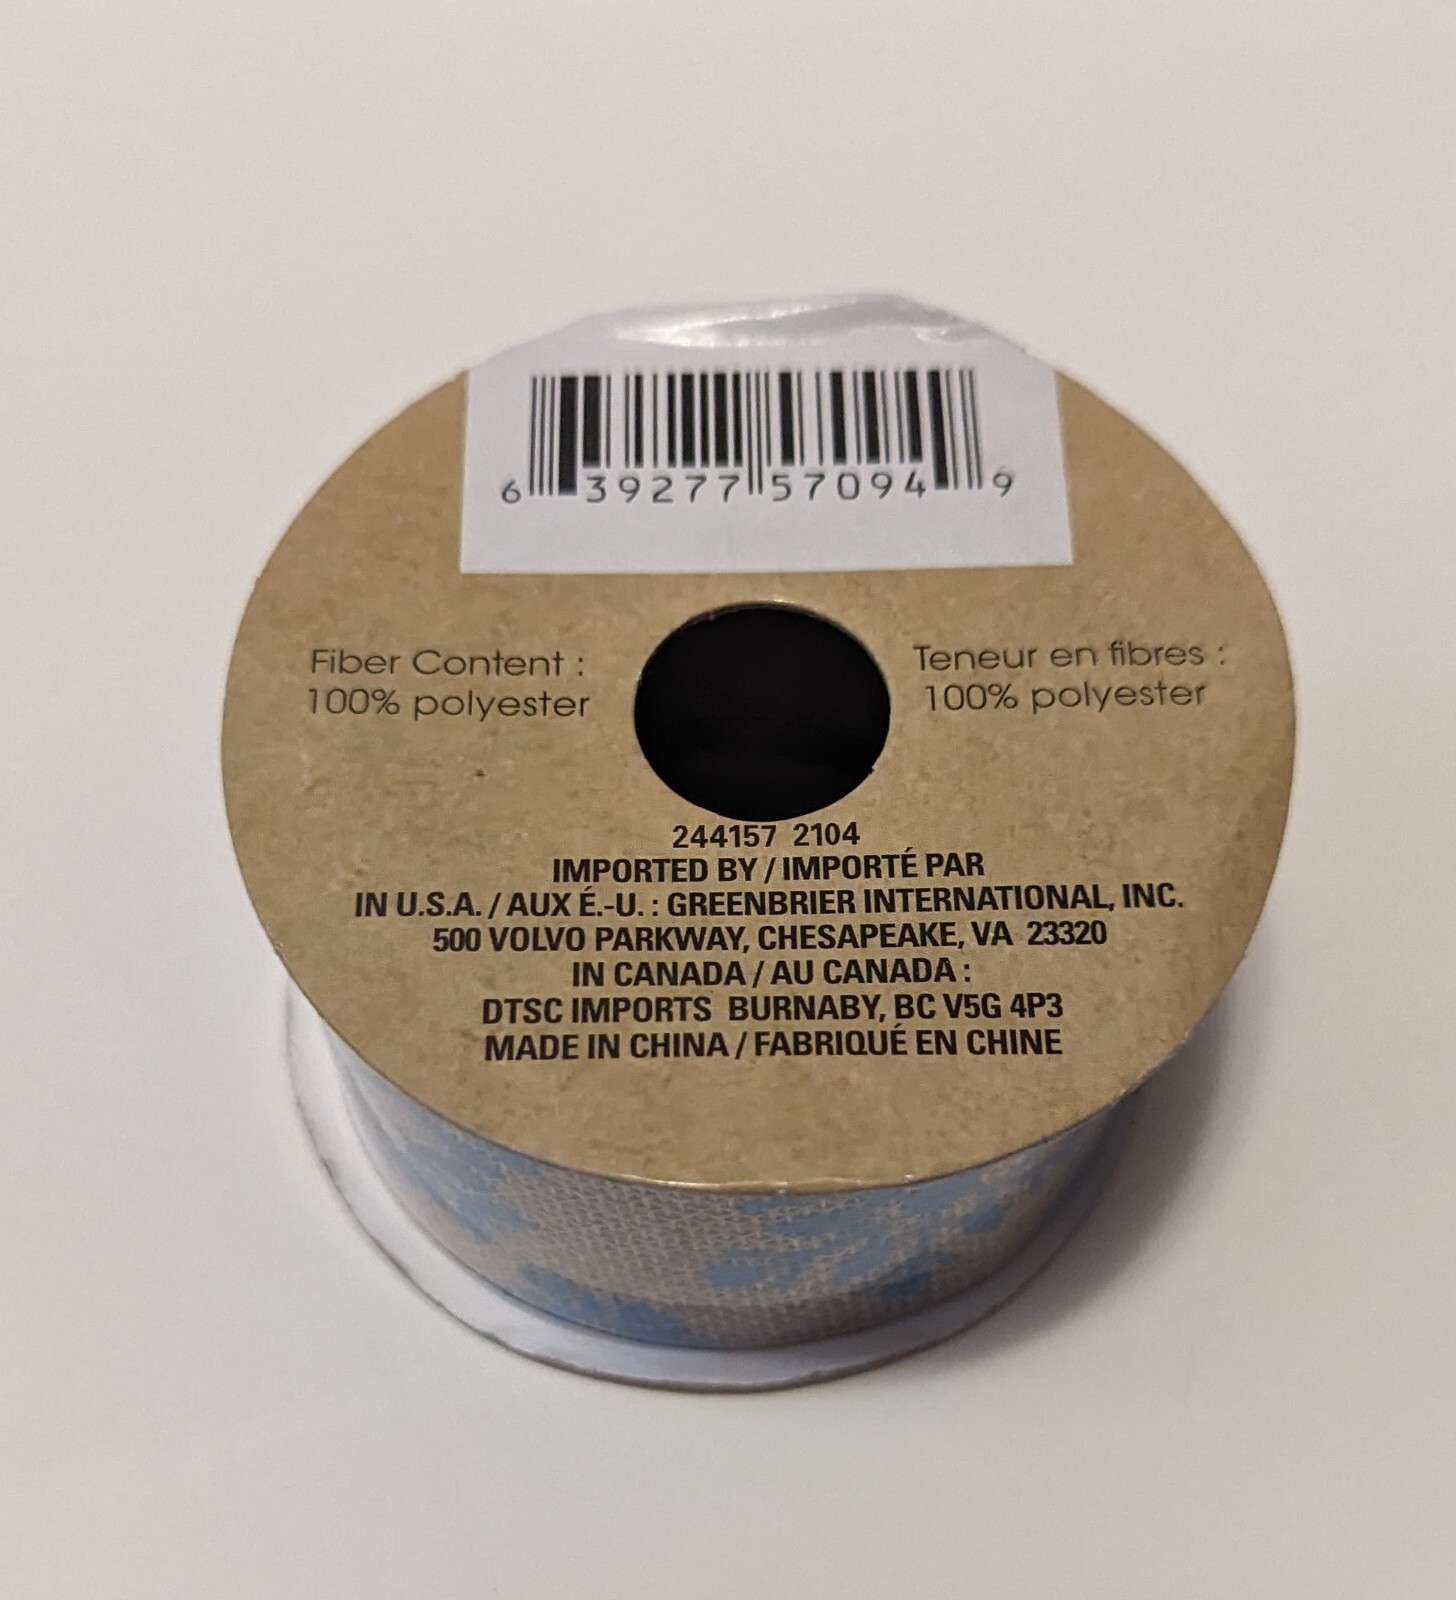 6 39277 57094 9
Fiber Content :
100% polyester
Teneur en fibres :
100% polyester
244157 2104
IMPORTED BY / IMPORTÉ PAR
IN U.S.A. / AUX É.-U. : GREENBRIER INTERNATIONAL, INC.
500 VOLVO PARKWAY, CHESAPEAKE, VA 23320
IN CANADA / AU CANADA :
DTSC IMPORTS BURNABY, BC V5G 4P3
MADE IN CHINA / FABRIQUÉ EN CHINE